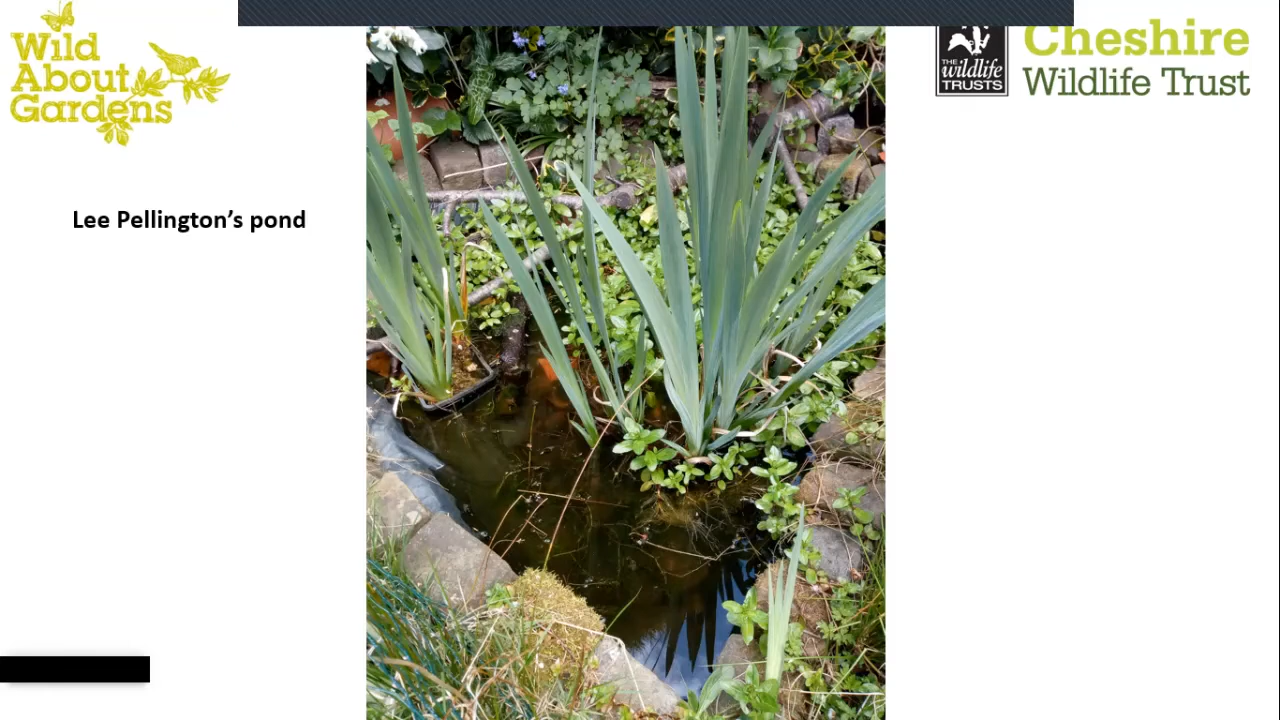 Wild
About
Gardens
THE
wildlife
TRUSTS
Cheshire
Wildlife Trust
Lee Pellington’s pond